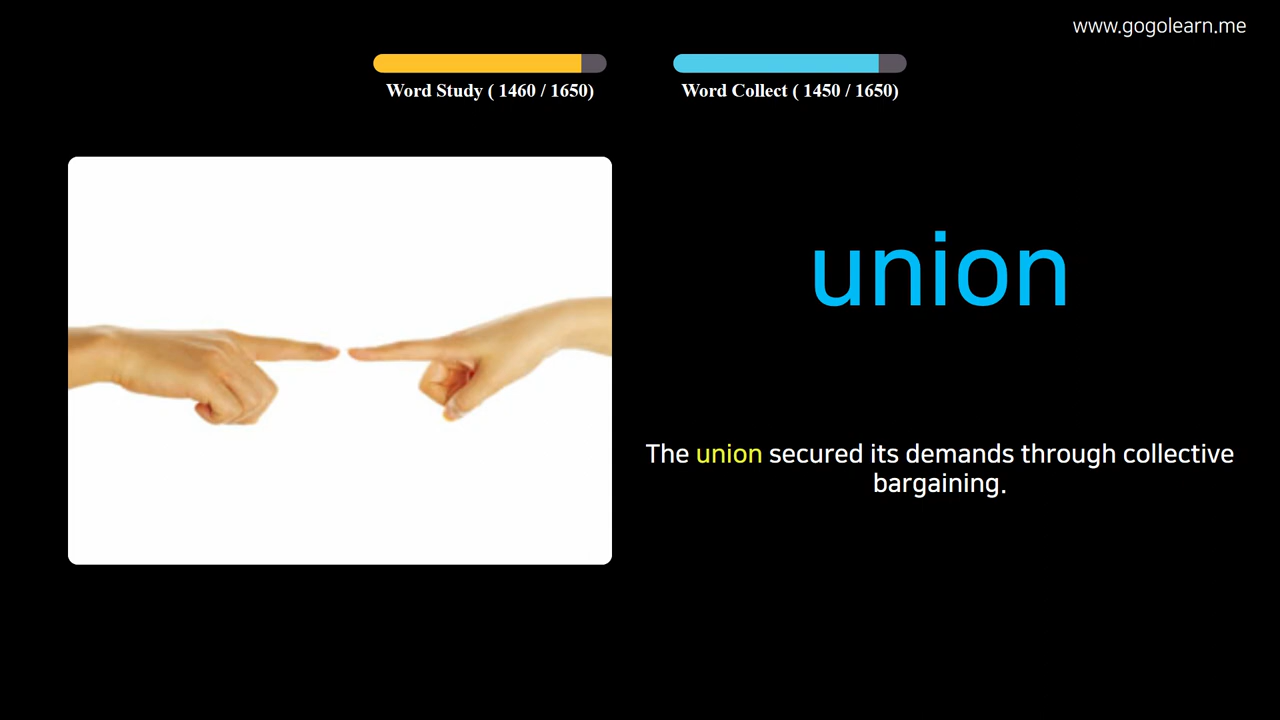 www.gogolearn.me
Word Study ( 1460 / 1650)
Word Collect ( 1450 / 1650)
union
The union secured its demands through collective
bargaining.